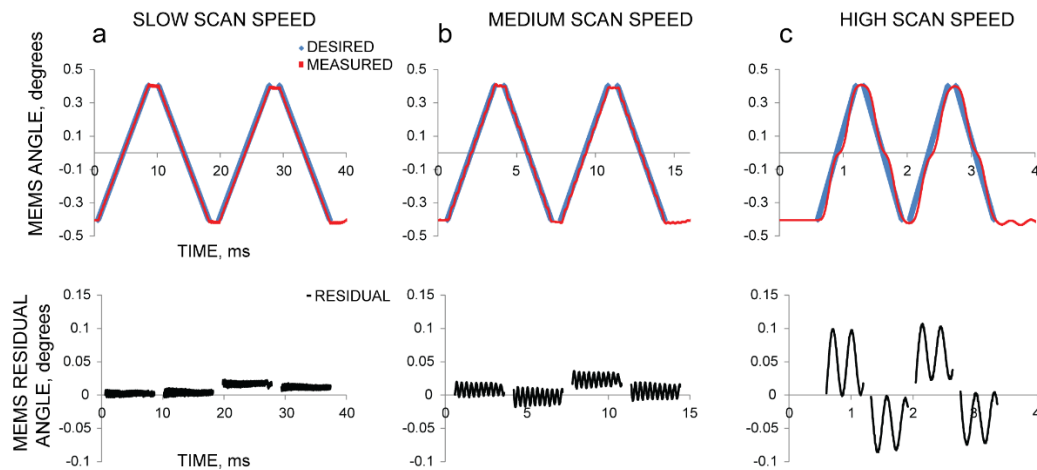 SLOW SCAN SPEED
MEDIUM SCAN SPEED
HIGH SCAN SPEED
a
b
c
DESIRED
MEASURED
MEMS ANGLE, degrees
0.5
0.3
0.1
-0.1
-0.3
-0.5
0 10 20 30 40
TIME, ms
0.5
0.3
0.1
-0.1
-0.3
-0.5
0 5 10 15
0.5
0.3
0.1
-0.1
-0.3
-0.5
0 1 2 3 4
MEMS RESIDUAL
ANGLE, degrees
RESIDUAL
0.15
0.1
0.05
0
-0.05
-0.1
0 10 20 30 40
TIME, ms
0.15
0.1
0.05
0
-0.05
-0.1
0 5 10 15
0.15
0.1
0.05
0
-0.05
-0.1
0 1 2 3 4